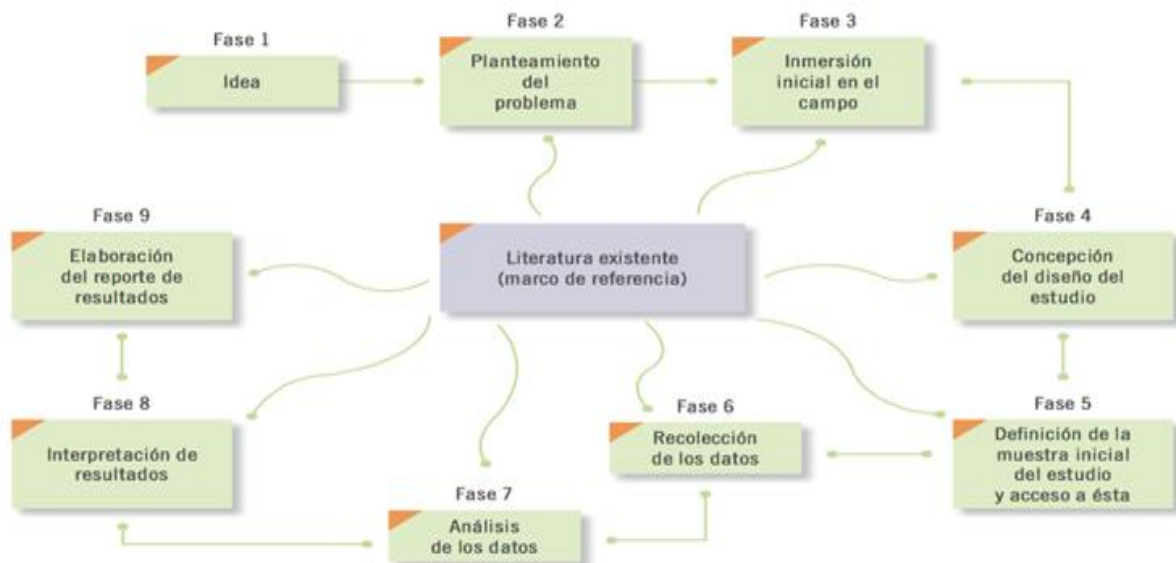 Fase 1
Idea
Fase 2
Planteamiento
del
problema
Fase 3
Inmersión
inicial en el
campo
Fase 4
Concepción
del diseño del
estudio
Fase 5
Definición de la
muestra inicial
del estudio
y acceso a ésta
Fase 6
Recolección
de los datos
Fase 7
Análisis
de los datos
Fase 8
Interpretación de
resultados
Fase 9
Elaboración
del reporte de
resultados
Literatura existente
(marco de referencia)